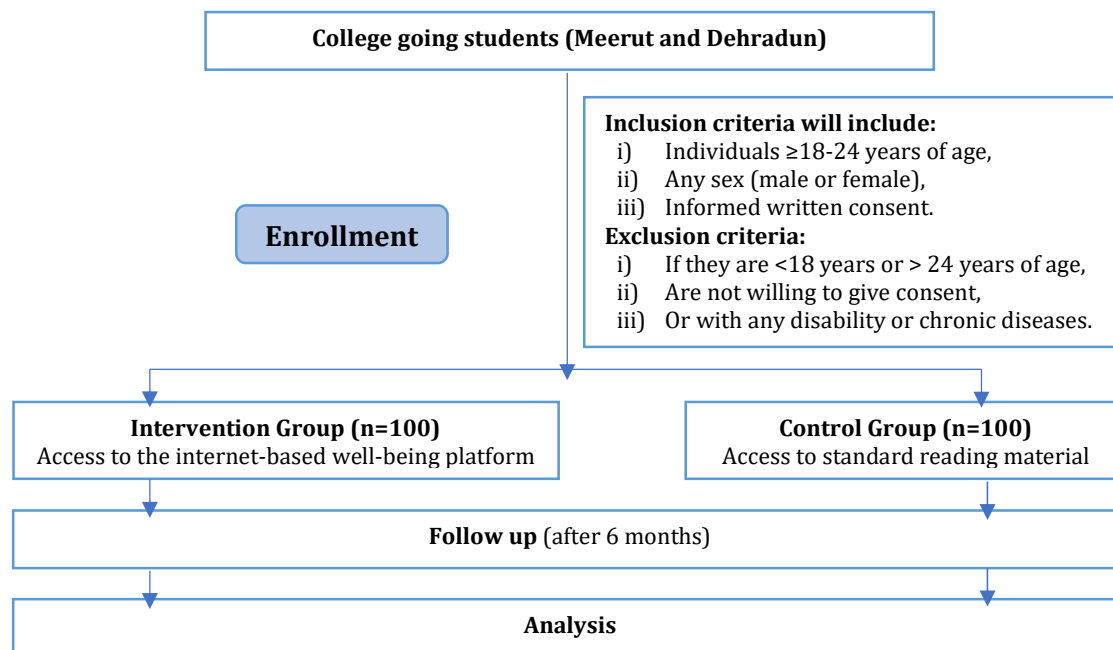 College going students (Meerut and Dehradun)
Inclusion criteria will include:
i) Individuals ≥18-24 years of age,
ii) Any sex (male or female),
iii) Informed written consent.
Exclusion criteria:
i) If they are <18 years or > 24 years of age,
ii) Are not willing to give consent,
iii) Or with any disability or chronic diseases.
Enrollment
Intervention Group (n=100)
Access to the internet-based well-being platform
Control Group (n=100)
Access to standard reading material
Follow up (after 6 months)
Analysis